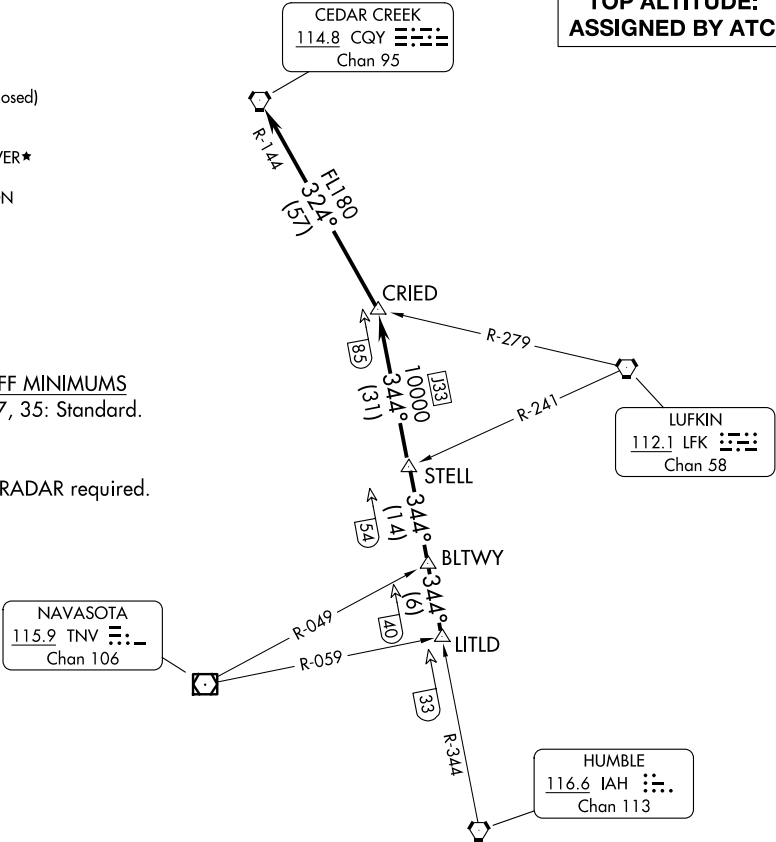 TOP ALTITUDE:
ASSIGNED BY ATC
CEDAR CREEK
114.8 CQY
Chan 95
osed)
VER★
N
R-144
FL180
324°
(57)
CRIED
R-279
85
10000
344°
(31)
J33
R-241
LUFKIN
112.1 LFK
Chan 58
FF MINIMUMS
7, 35: Standard.
STELL
RADAR required.
54
344°
(14)
BLTWY
NAVASOTA
115.9 TNV
Chan 106
R-049
40
344°
(6)
LITLD
R-059
33
R-344
HUMBLE
116.6 IAH
Chan 113